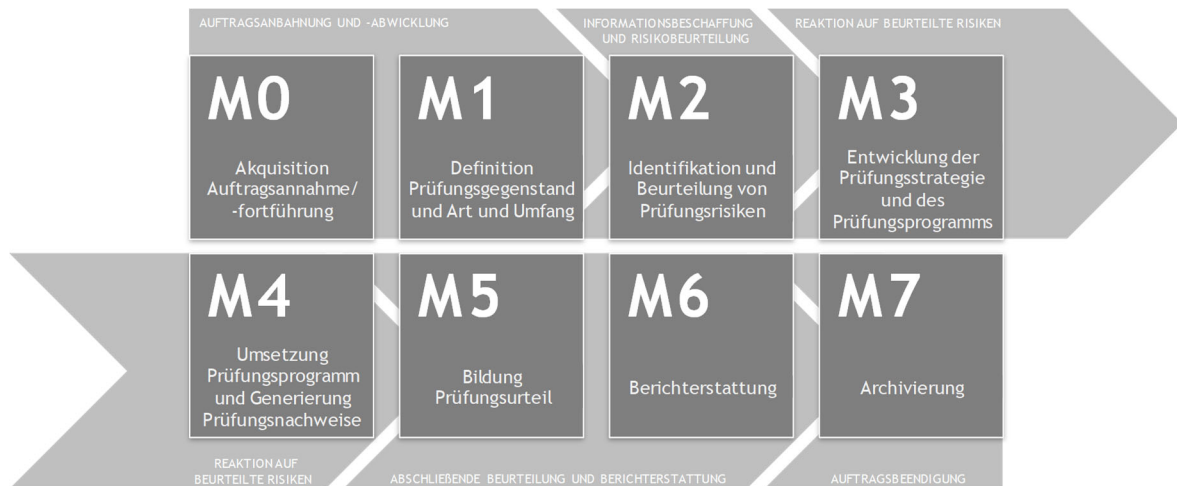 AUFTRAGSANBAHNUNG UND -ABWICKLUNG
INFORMATIONSBESCHAFFUNG
UND RISIKOBEURTEILUNG
REAKTION AUF BEURTEILTE RISIKEN
M0
Akquisition
Auftragsannahme/
-fortführung
M1
Definition
Prüfungsgegenstand
und Art und Umfang
M2
Identifikation und
Beurteilung von
Prüfungsrisiken
M3
Entwicklung der
Prüfungsstrategie
und des
Prüfungsprogramms
M4
Umsetzung
Prüfungsprogramm
und Generierung
Prüfungsnachweise
M5
Bildung
Prüfungsurteil
M6
Berichterstattung
M7
Archivierung
REAKTION AUF
BEURTEILTE RISIKEN
ABSCHLIEßENDE BEURTEILUNG UND BERICHTERSTATTUNG
AUFTRAGSBEENDIGUNG